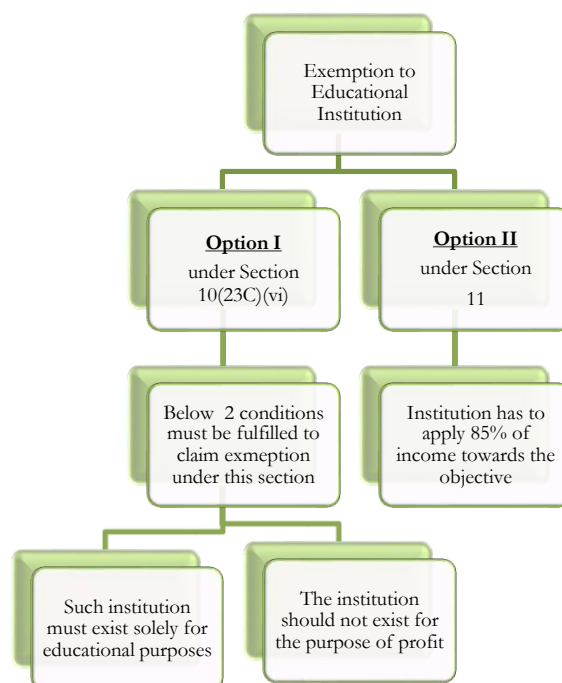 Exemption to
Educational
Institution
Option I
under Section
10(23C)(vi)
Option II
under Section
11
Below 2 conditions
must be fulfilled to
claim exmeption
under this section
Institution has to
apply 85% of
income towards the
objective
Such institution
must exist solely for
educational purposes
The institution
should not exist for
the purpose of profit